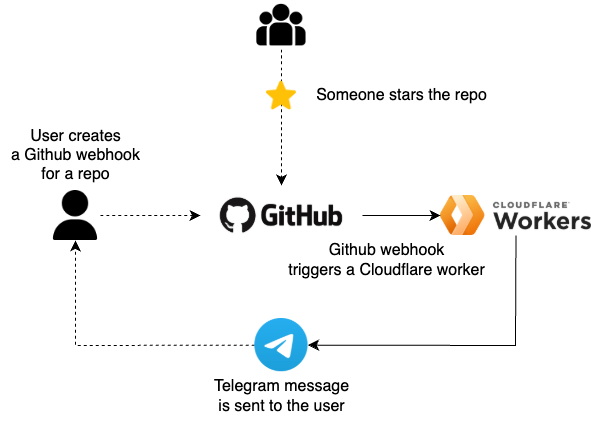 Someone stars the repo
User creates
a Github webhook
for a repo
GitHub
CLOUDFLARE
Workers
Github webhook
triggers a Cloudflare worker
Telegram message
is sent to the user